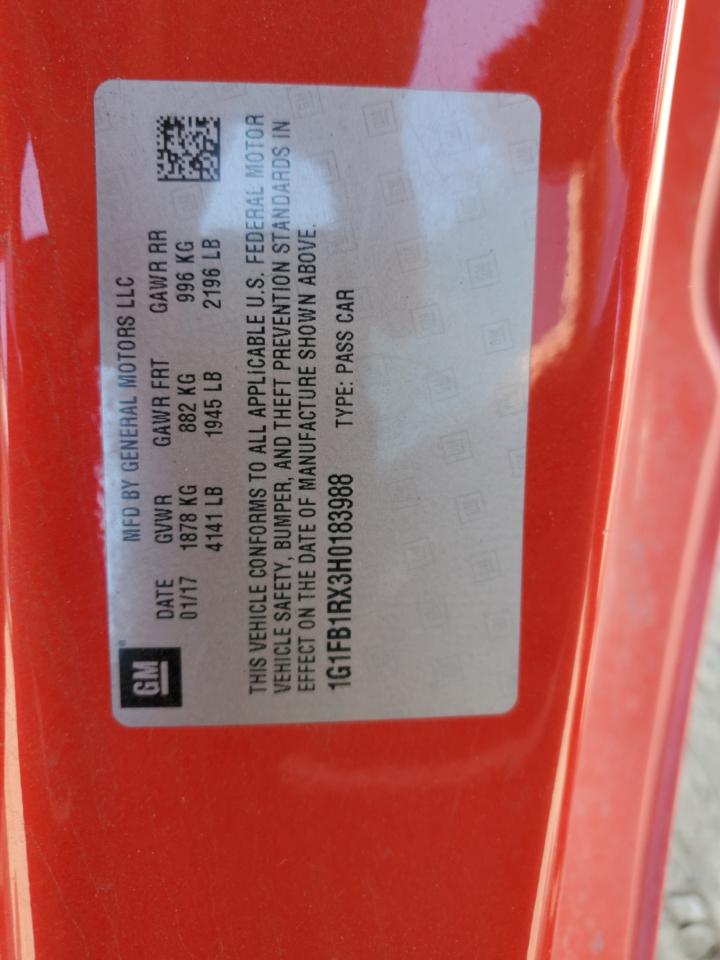 GM
MFD BY GENERAL MOTORS LLC
DATE GVWR GAWR FRT GAWR RR
01/17 1878 KG 882 KG 996 KG
4141 LB 1945 LB 2196 LB
THIS VEHICLE CONFORMS TO ALL APPLICABLE U.S. FEDERAL MOTOR
VEHICLE SAFETY, BUMPER, AND THEFT PREVENTION STANDARDS IN
EFFECT ON THE DATE OF MANUFACTURE SHOWN ABOVE.
1G1FB1RX3H0183988 TYPE: PASS CAR